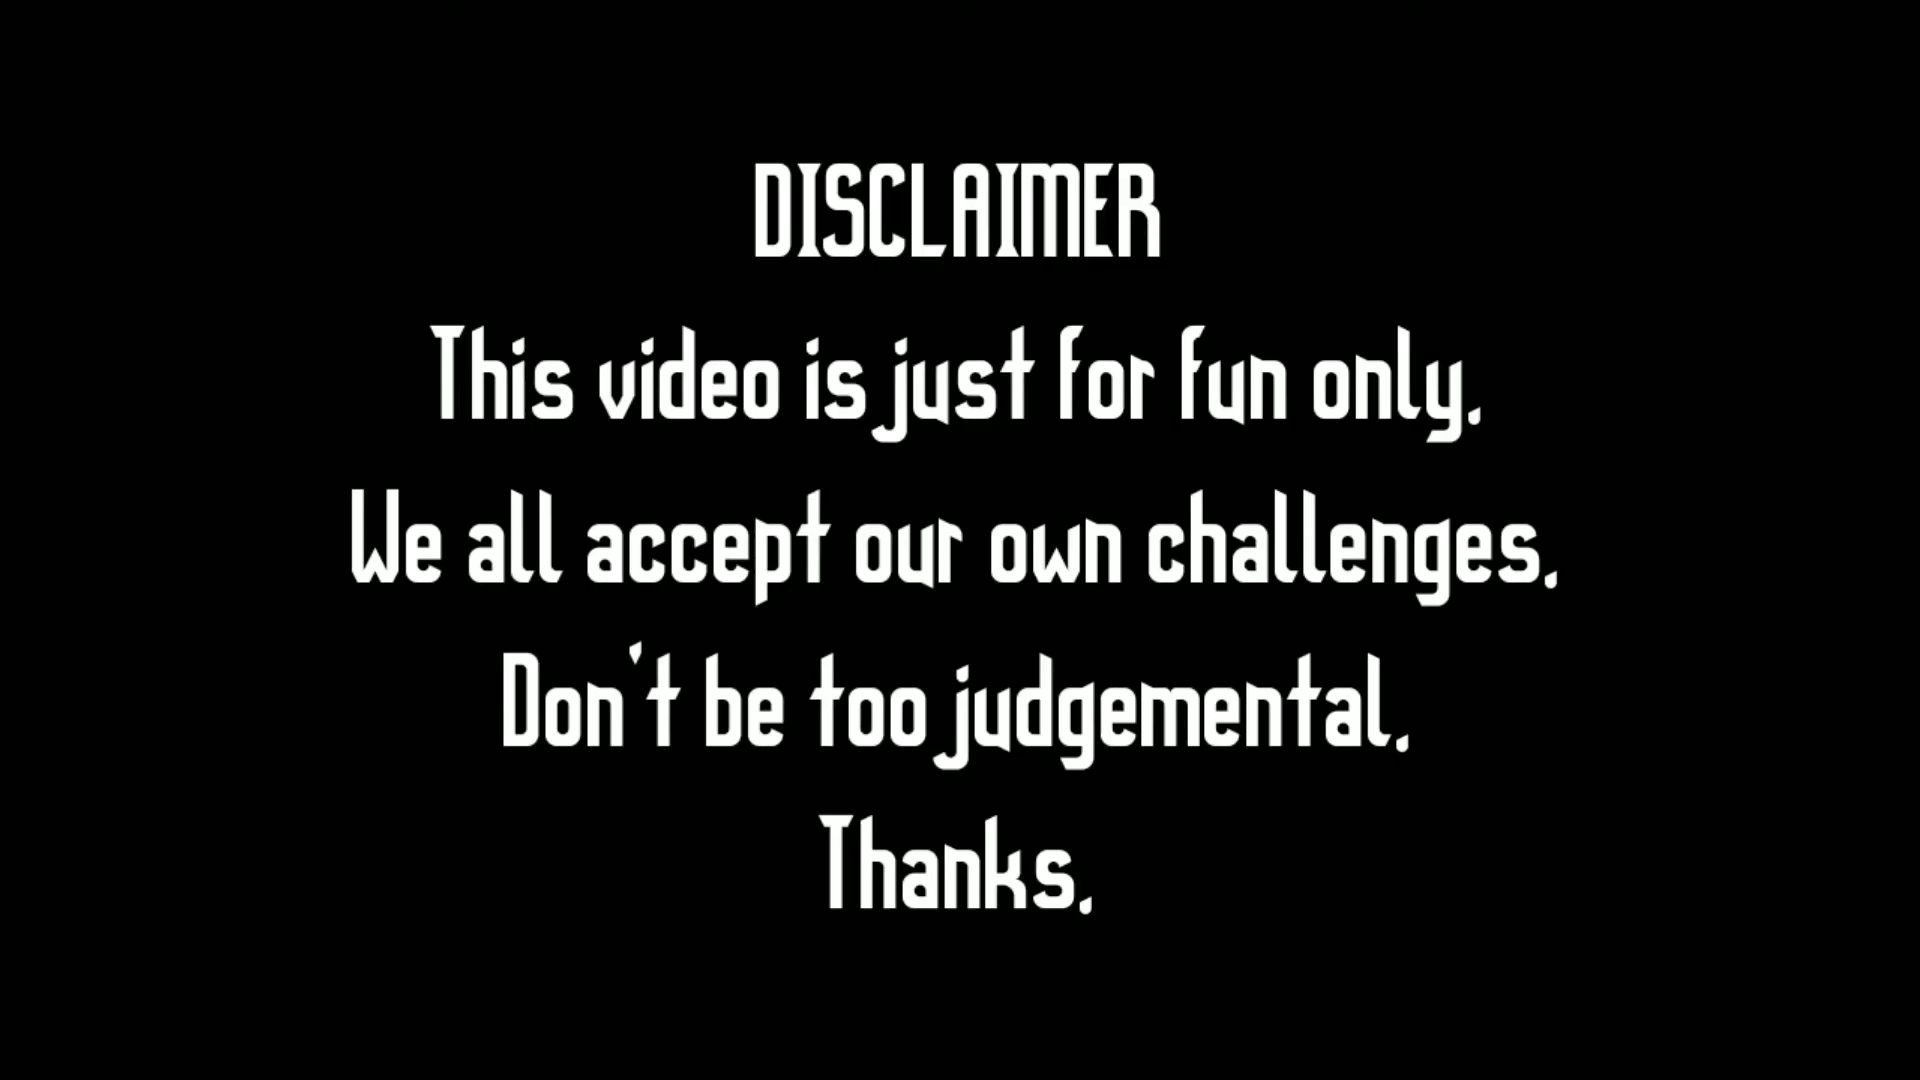 DISCLAIMER
This video is just for fun only.
We all accept our own challenges.
Don't be too judgemental.
Thanks.